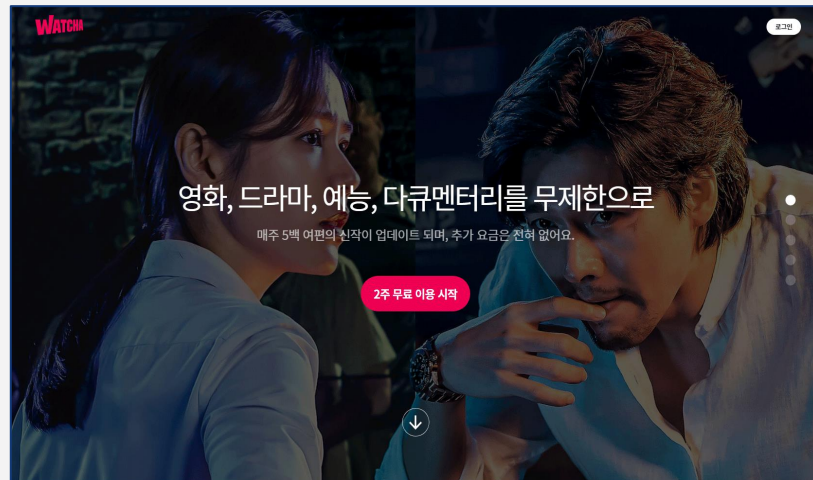 WATCHA
로그인
영화, 드라마, 예능, 다큐멘터리를 무제한으로
매주 5백 여편의 신작이 업데이트 되며, 추가 요금은 전혀 없어요.
2주 무료 이용 시작